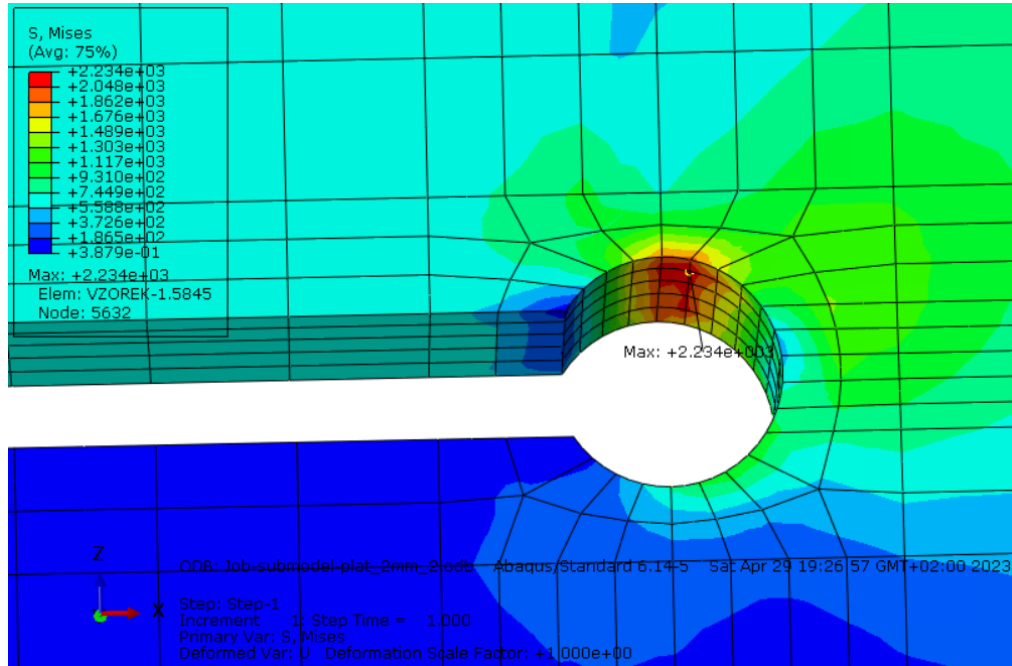 S, Mises
(Avg: 75%)
+2.234e+03
+2.048e+03
+1.862e+03
+1.676e+03
+1.489e+03
+1.303e+03
+1.117e+03
+9.310e+02
+7.449e+02
+5.588e+02
+3.726e+02
+1.865e+02
+3.879e-01
Max: +2.234e+03
Elem: VZOREK-1.5845
Node: 5632
Max: +2.234e+003
Z
X
ODB: Job-submodel-plat_2mm_2.odb Abaqus/Standard 6.14-5 Sat Apr 29 19:26:57 GMT+02:00 2023
Step: Step-1
Increment 1: Step Time = 1.000
Primary Var: S, Mises
Deformed Var: U Deformation Scale Factor: +1.000e+00